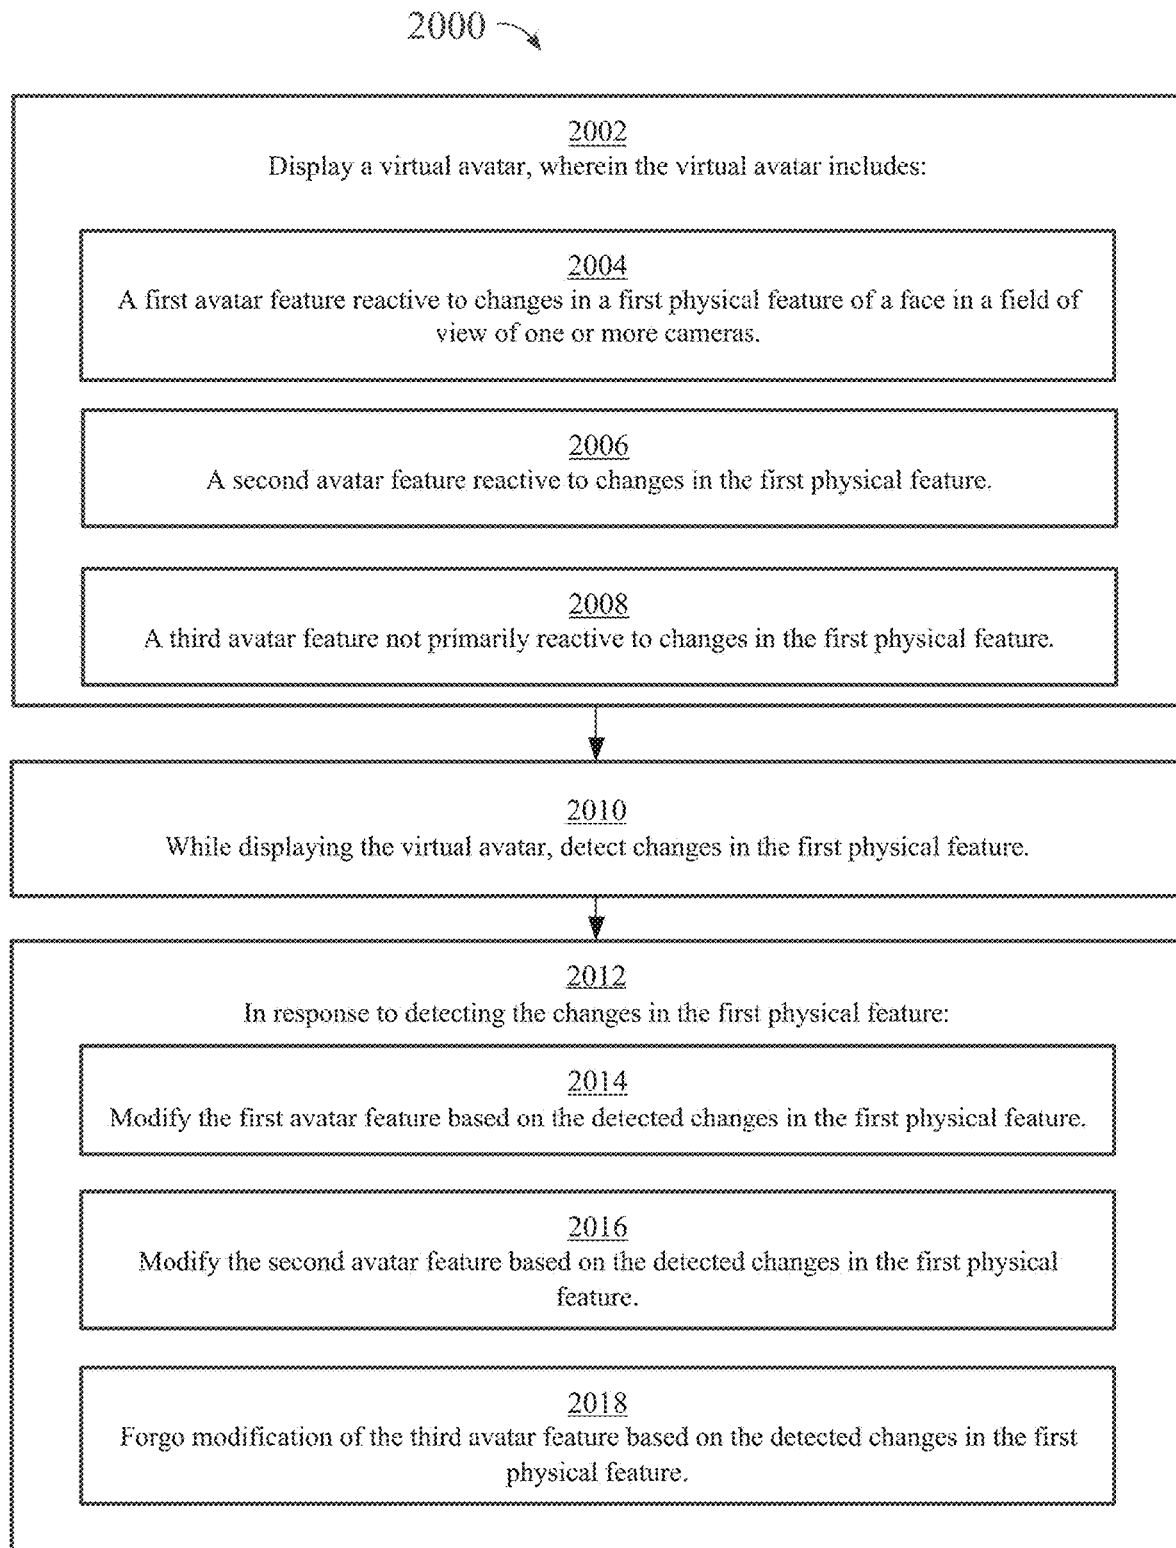 2000
2002
Display a virtual avatar, wherein the virtual avatar includes:
2004
A first avatar feature reactive to changes in a first physical feature of a face in a field of
view of one or more cameras.
2006
A second avatar feature reactive to changes in the first physical feature.
2008
A third avatar feature not primarily reactive to changes in the first physical feature.
2010
While displaying the virtual avatar, detect changes in the first physical feature.
2012
In response to detecting the changes in the first physical feature:
2014
Modify the first avatar feature based on the detected changes in the first physical feature.
2016
Modify the second avatar feature based on the detected changes in the first physical
feature.
2018
Forgo modification of the third avatar feature based on the detected changes in the first
physical feature.